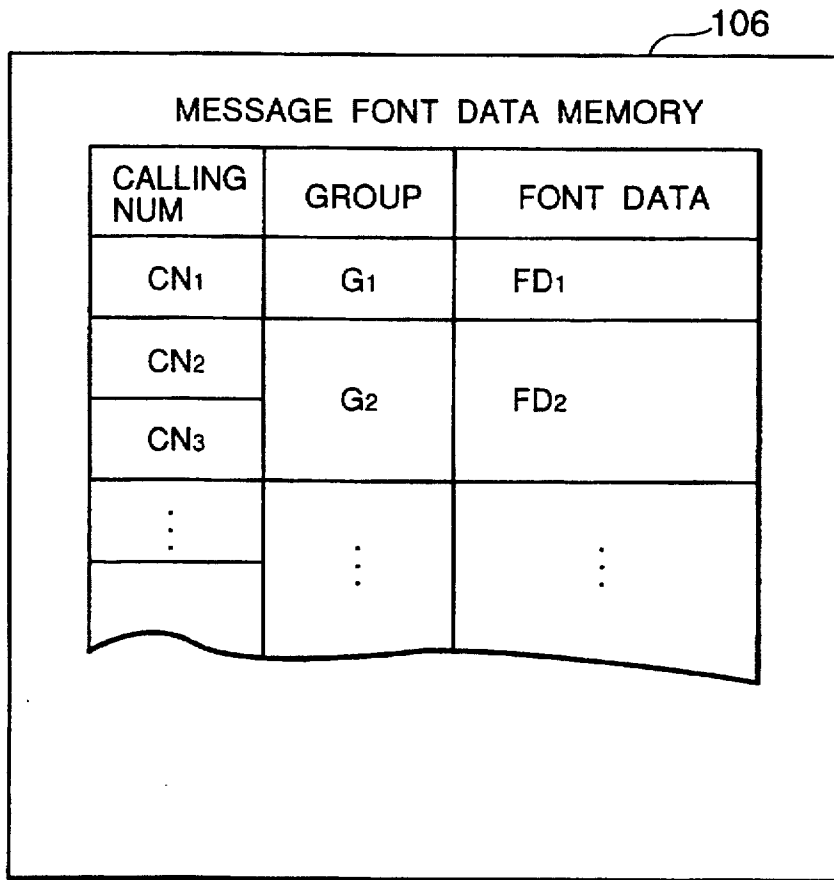 106
MESSAGE FONT DATA MEMORY
CALLING NUM GROUP FONT DATA
CN1 G1 FD1
CN2 G2 FD2
CN3